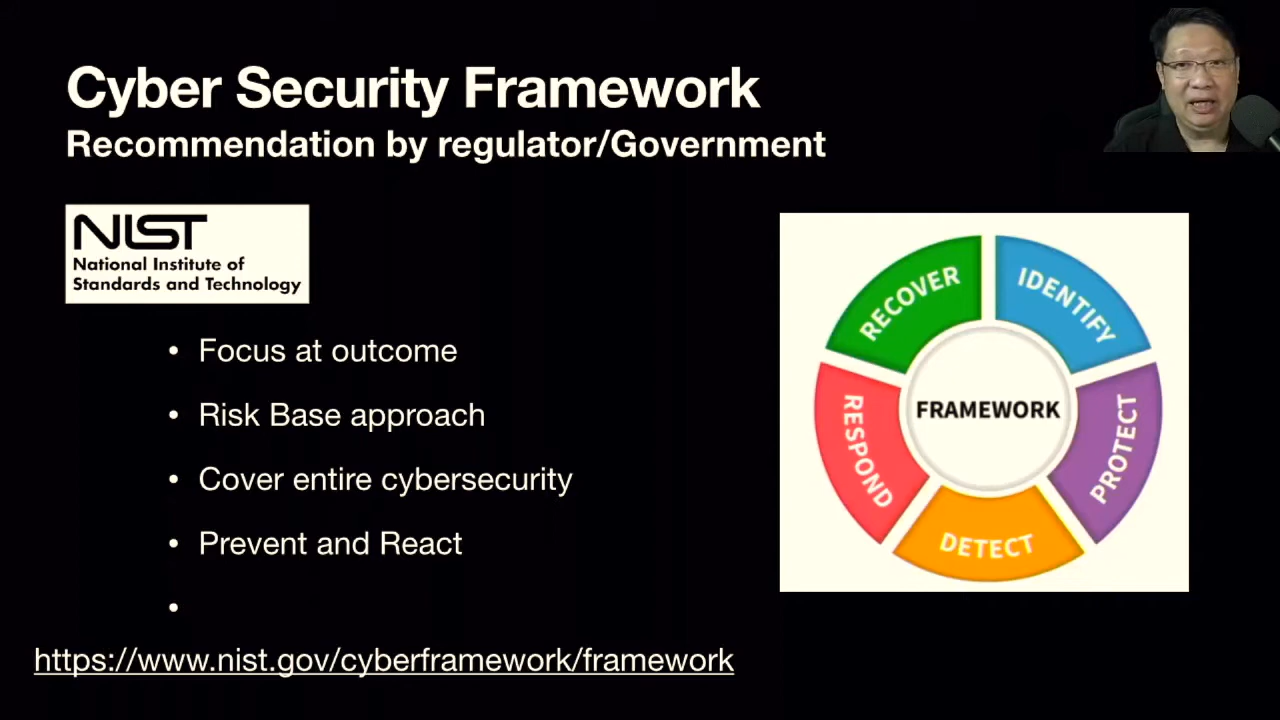 Cyber Security Framework
Recommendation by regulator/Government
NIST
National Institute of
Standards and Technology
• Focus at outcome
• Risk Base approach
• Cover entire cybersecurity
• Prevent and React
•
https://www.nist.gov/cyberframework/framework
RECOVER
IDENTIFY
FRAMEWORK
RESPOND
PROTECT
DETECT